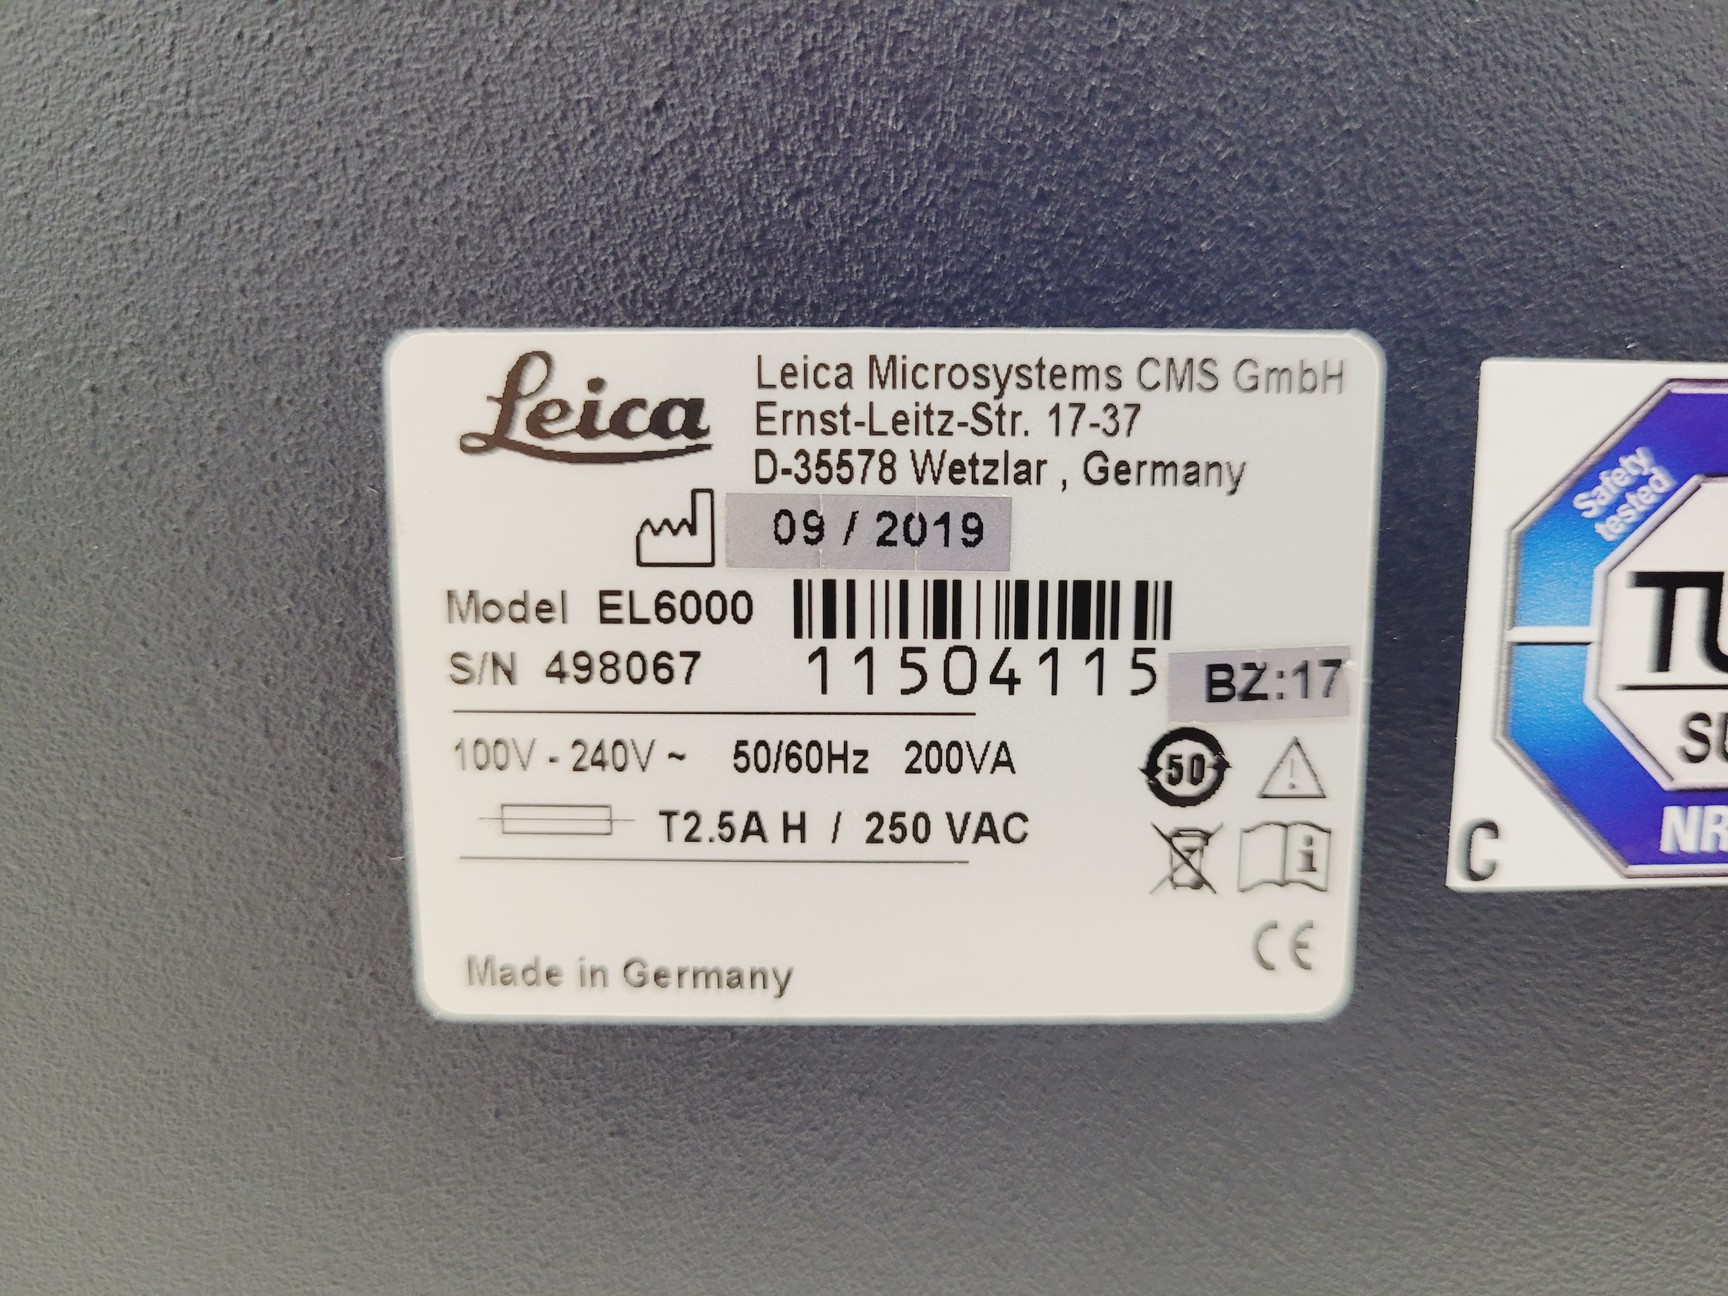 Leica
Leica Microsystems CMS GmbH
Ernst-Leitz-Str. 17-37
D-35578 Wetzlar , Germany
09 / 2019
Model EL6000
S/N 498067
11504115
BZ:17
100V - 240V ~ 50/60Hz 200VA
50
T2.5A H / 250 VAC
Made in Germany
CE
Safety
tested
C